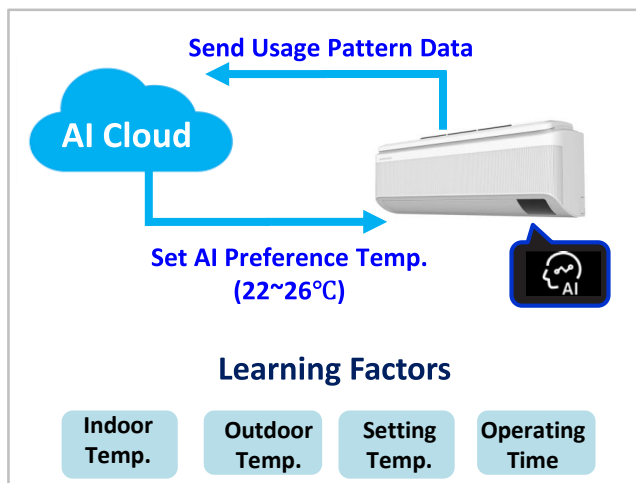 Send Usage Pattern Data
AI Cloud
Set AI Preference Temp.
(22~26℃)
AI
Learning Factors
Indoor
Temp.
Outdoor
Temp.
Setting
Temp.
Operating
Time